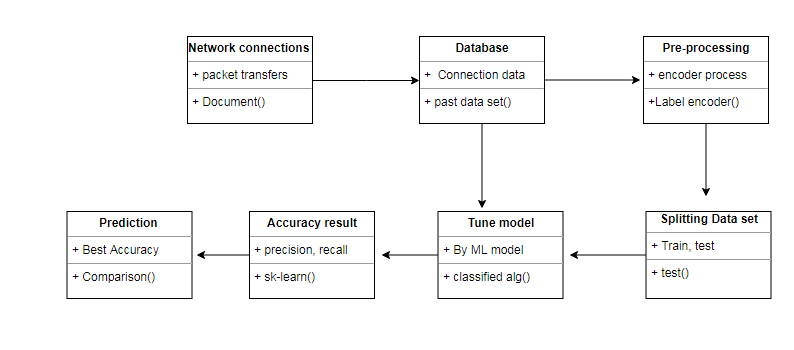 Network connections
+ packet transfers
+ Document()
Database
+ Connection data
+ past data set()
Pre-processing
+ encoder process
+Label encoder()
Prediction
+ Best Accuracy
+ Comparison()
Accuracy result
+ precision, recall
+ sk-learn()
Tune model
+ By ML model
+ classified alg()
Splitting Data set
+ Train, test
+ test()